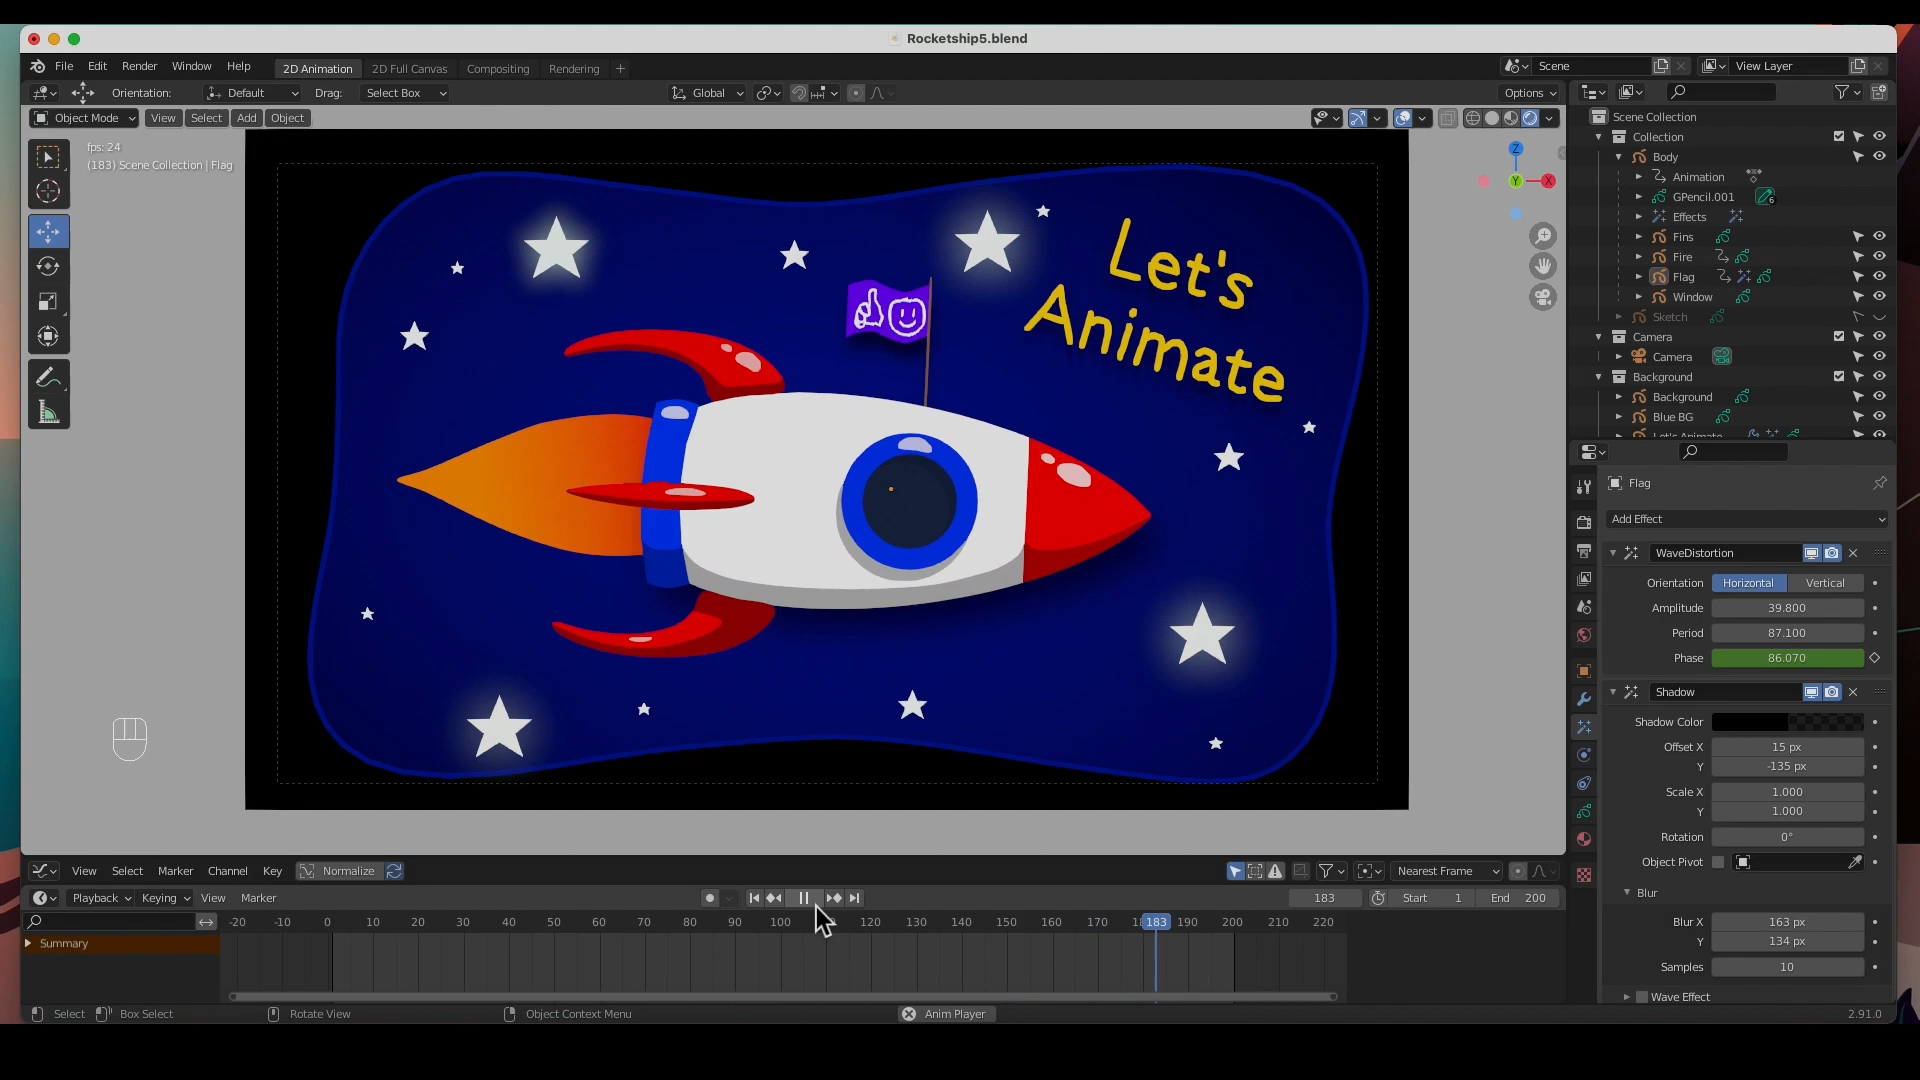 Rocketship5.blend
File Edit Render Window Help 2D Animation 2D Full Canvas Compositing Rendering + Scene View Layer
Orientation: Default Drag: Select Box Global Options
Object Mode View Select Add Object
fps: 24
(183) Scene Collection | Flag
Z
Y X
Let's
Animate
Scene Collection
Collection
Body
Animation
GPencil.001 6
Effects
Fins
Fire
Flag
Window
Sketch
Camera
Camera
Background
Background
Blue BG
Let's Animate
Flag
Add Effect
WaveDistortion
Orientation Horizontal Vertical
Amplitude 39.800
Period 87.100
Phase 86.070
Shadow
Shadow Color
Offset X 15 px
Y -135 px
Scale X 1.000
Y 1.000
Rotation 0°
Object Pivot
Blur
Blur X 163 px
Y 134 px
Samples 10
Wave Effect
View Select Marker Channel Key Normalize Nearest Frame
Playback Keying View Marker 183 Start 1 End 200
-20 -10 0 10 20 30 40 50 60 70 80 90 100 120 130 140 150 160 170 183 190 200 210 220
Summary
Select Box Select Rotate View Object Context Menu Anim Player 2.91.0